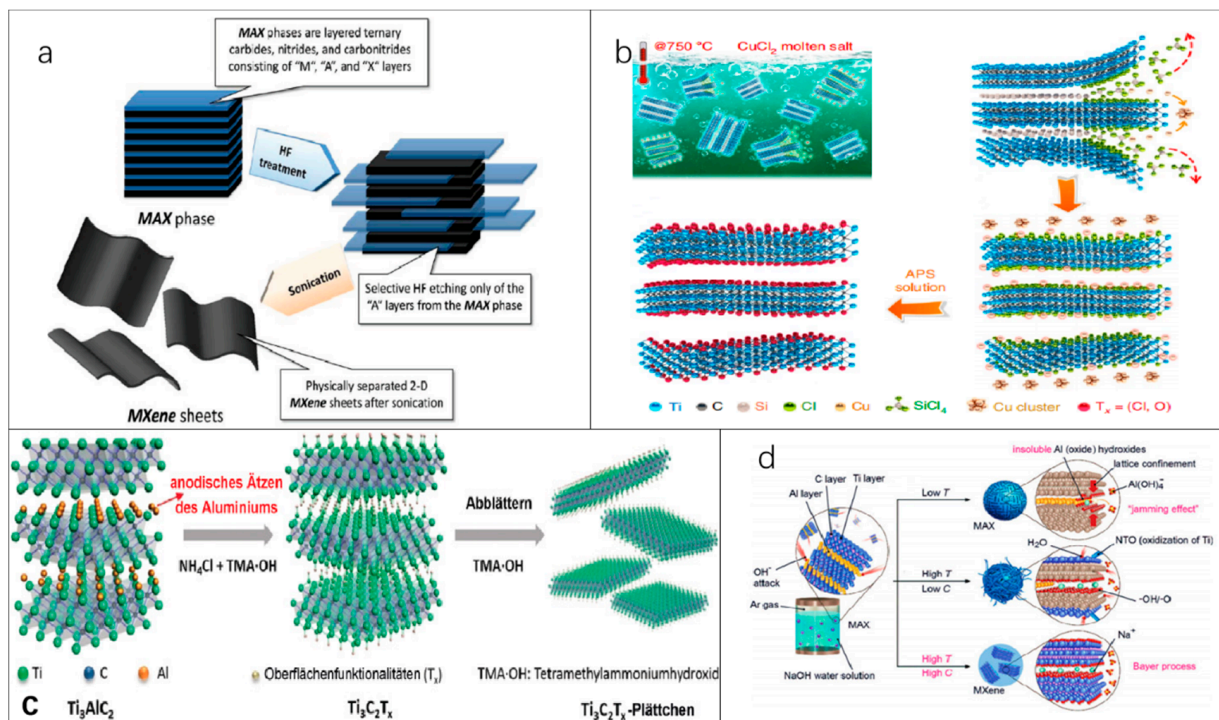 a
MAX phases are layered ternary
carbides, nitrides, and carbonitrides
consisting of "M", "A", and "X" layers
HF
treatment
MAX phase
Sonication
Selective HF etching only of the
"A" layers from the MAX phase
Physically separated 2-D
MXene sheets after sonication
MXene sheets
b
@750 °C CuCl₂ molten salt
APS
solution
Ti C Si Cl Cu SiCl₄ Cu cluster Tₓ = (Cl, O)
anodisches Ätzen
des Aluminiums
NH₄Cl + TMA·OH
Abblättern
TMA·OH
Ti C Al
Oberflächenfunktionalitäten (Tₓ)
TMA·OH: Tetramethylammoniumhydroxid
c
Ti₃AlC₂
Ti₃C₂Tₓ
Ti₃C₂Tₓ-Plättchen
d
C layer
Ti layer
Al layer
OH⁻
attack
Ar gas
MAX
NaOH water solution
Low T
MAX
insoluble Al (oxide) hydroxides
lattice confinement
Al(OH)₄⁻
"jamming effect"
High T
Low C
H₂O
NTO (oxidization of Ti)
-OH/-O
High T
High C
MXene
Na⁺
Bayer process